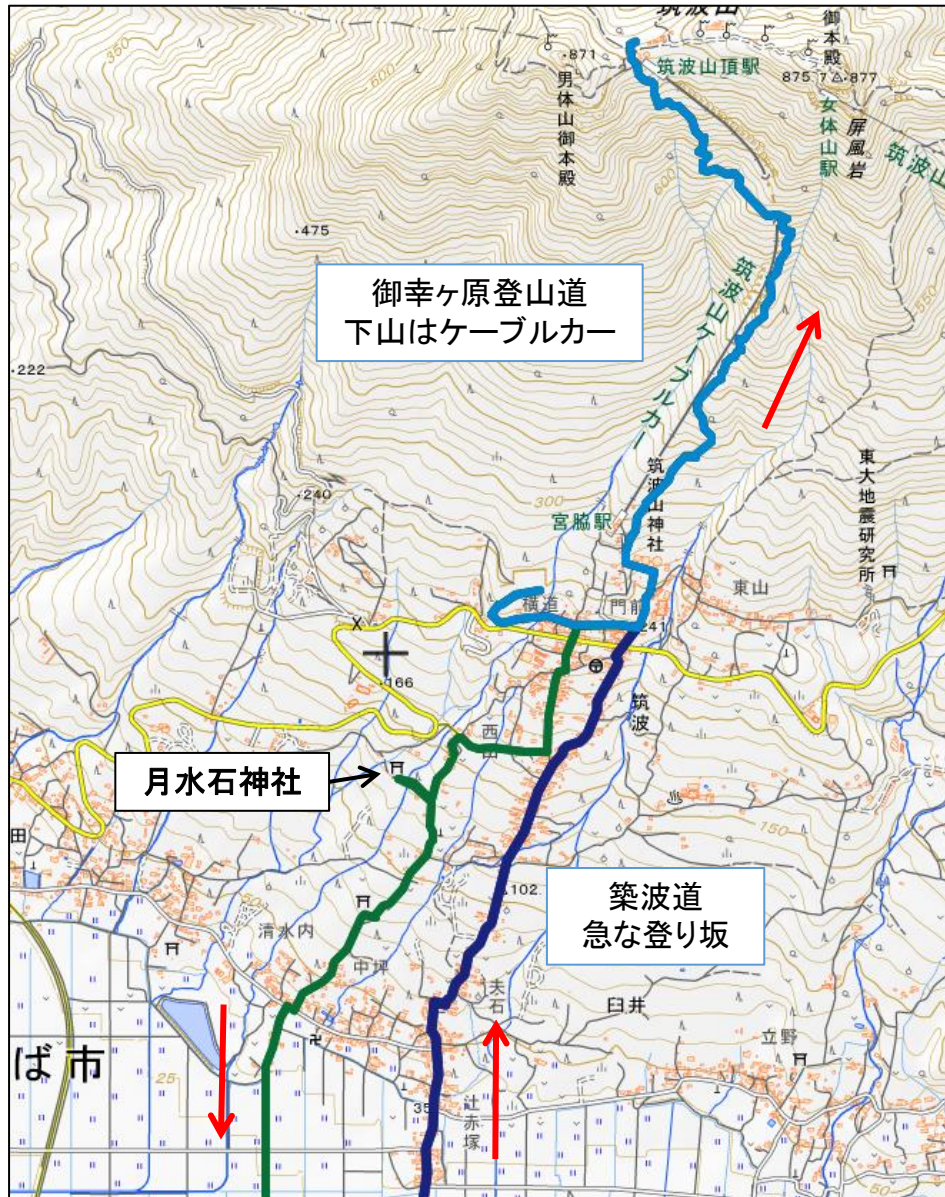 筑波山
御本殿
・871
筑波山頂駅
875.7
・877
350
600
男体山御本殿
女体山駅
屏風岩
筑波山
600
・475
550
御幸ヶ原登山道
下山はケーブルカー
筑波山ケーブルカー
・222
筑波山神社
東大地震研究所
・240
300
宮脇駅
横道
門前
東山
241
・166
筑波
西山
月水石神社
150
田
・102
築波道
急な登り坂
50
清水内
中坪
夫石
臼井
立野
ば市
25
35
辻赤塚
50